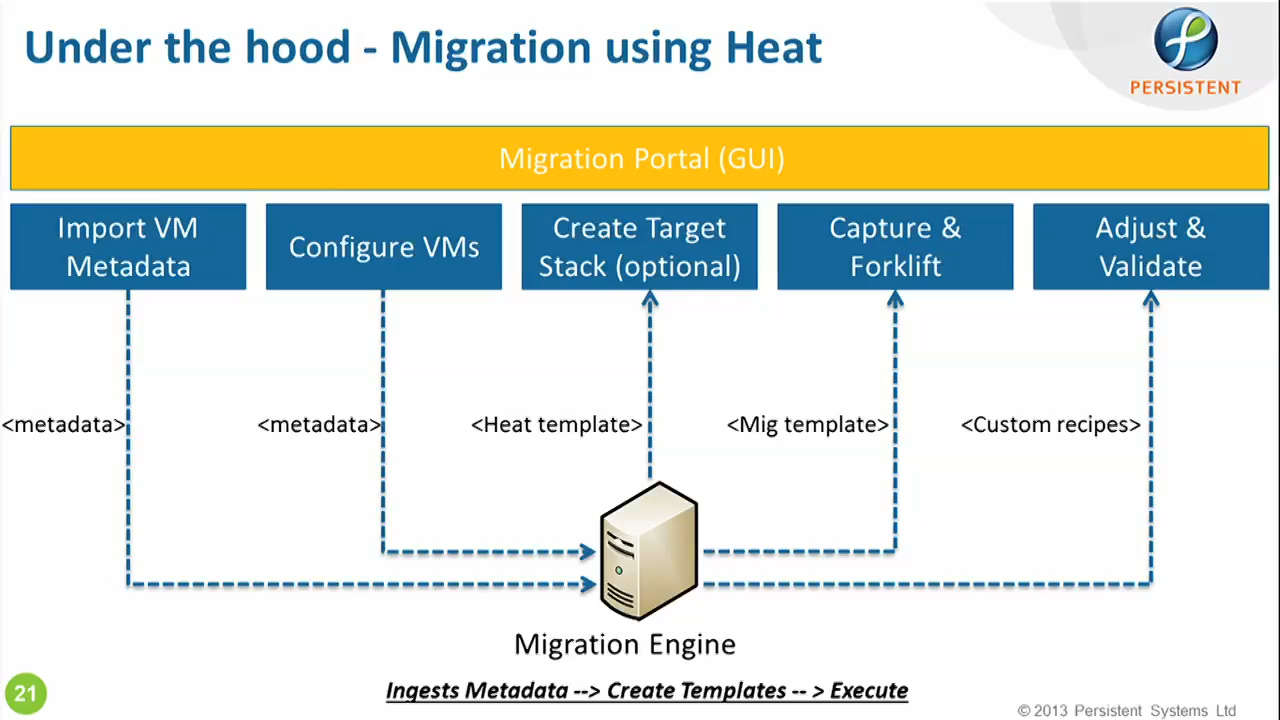 Under the hood - Migration using Heat
PERSISTENT
Migration Portal (GUI)
Import VM
Metadata
Configure VMs
Create Target
Stack (optional)
Capture &
Forklift
Adjust &
Validate
<metadata>
<metadata>
<Heat template>
<Mig template>
<Custom recipes>
Migration Engine
Ingests Metadata --> Create Templates -- > Execute
21
© 2013 Persistent Systems Ltd